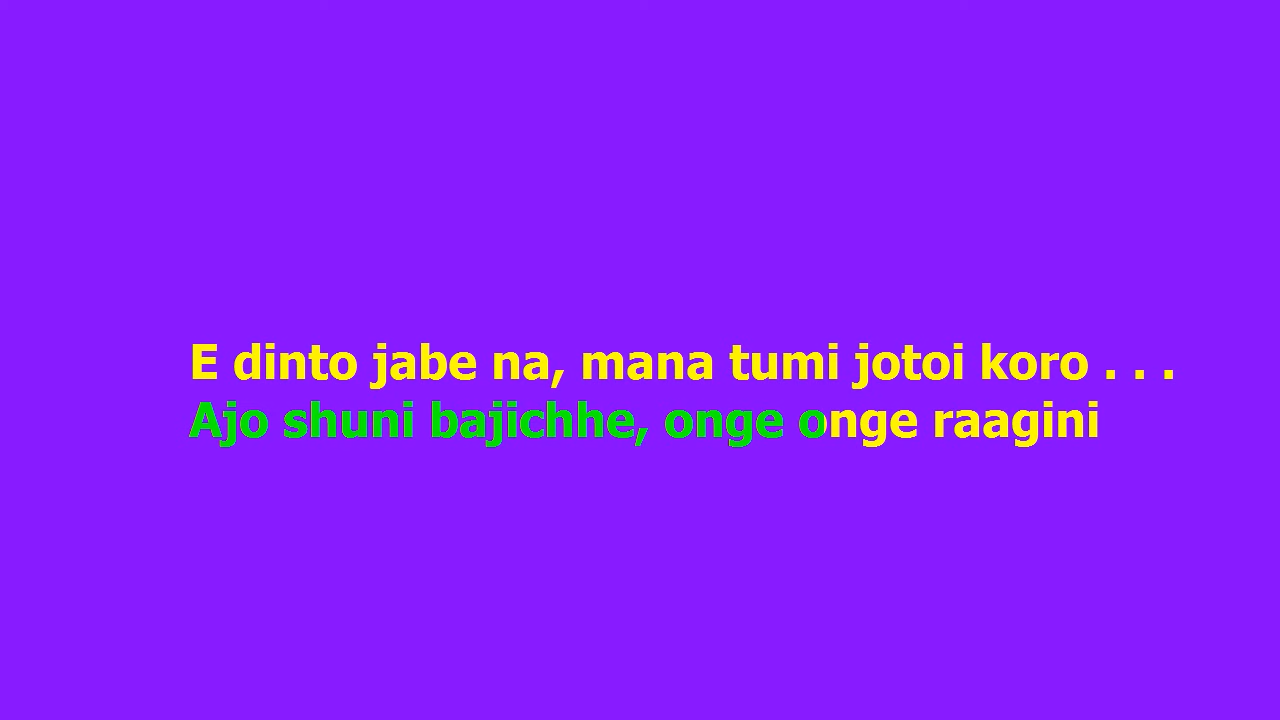 E dinto jabe na, mana tumi jotoi koro . . .
Ajo shuni bajichhe, onge onge raagini